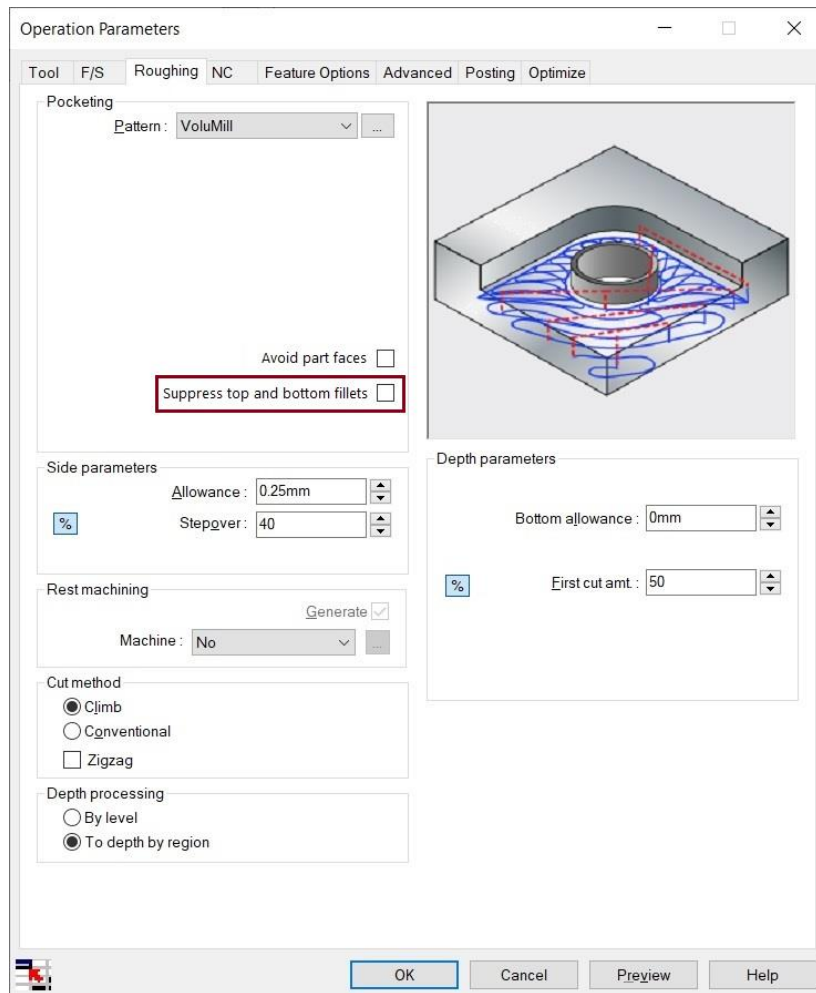 Operation Parameters
Tool F/S Roughing NC Feature Options Advanced Posting Optimize
Pocketing
Pattern : VoluMill ...
Avoid part faces
Suppress top and bottom fillets
Side parameters
Allowance : 0.25mm
% Stepover : 40
Rest machining
Generate
Machine : No ...
Cut method
Climb
Conventional
Zigzag
Depth processing
By level
To depth by region
Depth parameters
Bottom allowance : 0mm
% First cut amt. : 50
OK Cancel Preview Help